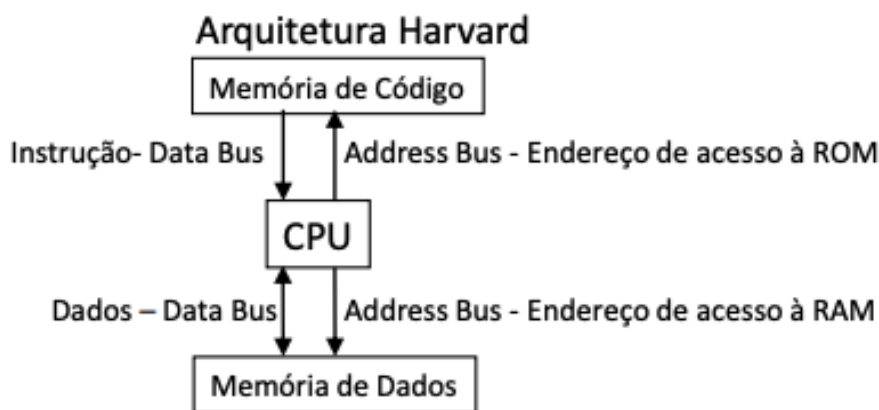 Arquitetura Harvard
Memória de Código
Instrução- Data Bus
Address Bus - Endereço de acesso à ROM
CPU
Dados – Data Bus
Address Bus - Endereço de acesso à RAM
Memória de Dados